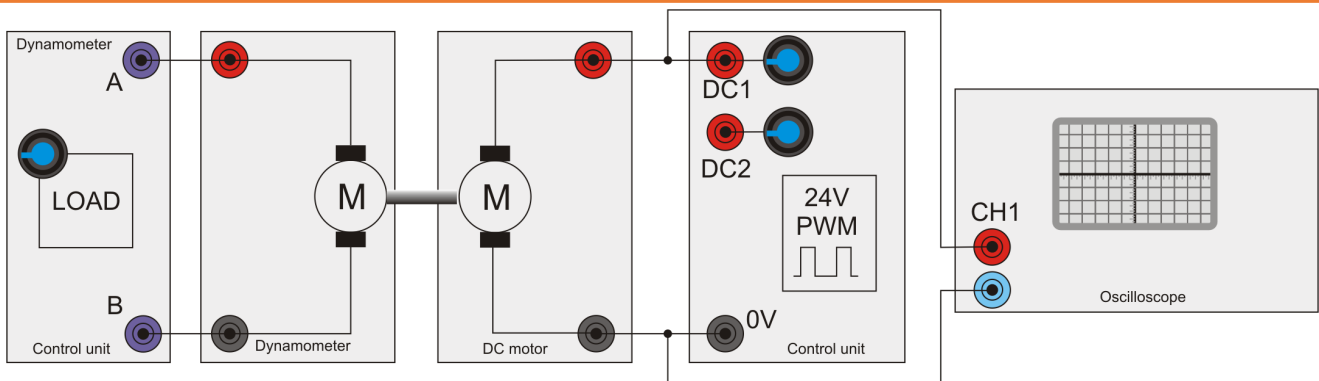 Dynamometer
A
LOAD
B
Control unit
M
Dynamometer
M
DC motor
DC1
DC2
24V
PWM
0V
Control unit
CH1
Oscilloscope